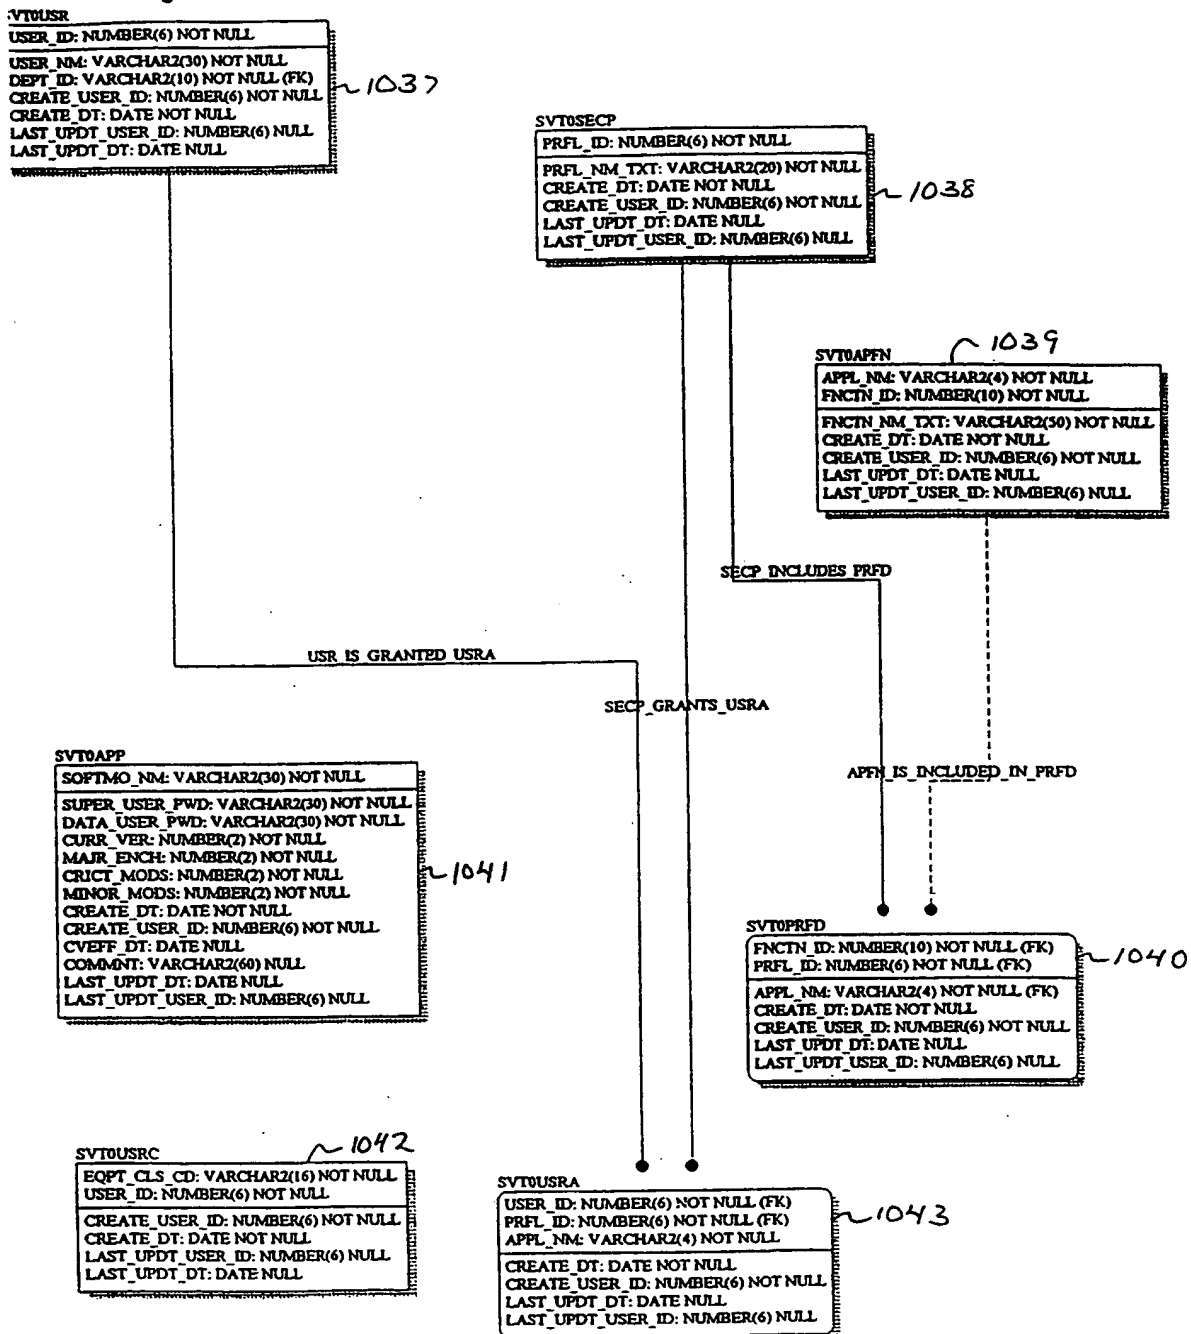 SVT0USR
USER_ID: NUMBER(6) NOT NULL
USER_NM: VARCHAR2(30) NOT NULL
DEPT_ID: VARCHAR2(10) NOT NULL (FK)
CREATE_USER_ID: NUMBER(6) NOT NULL
CREATE_DT: DATE NOT NULL
LAST_UPDT_USER_ID: NUMBER(6) NULL
LAST_UPDT_DT: DATE NULL
1037
SVT0SECP
PRFL_ID: NUMBER(6) NOT NULL
PRFL_NM_TXT: VARCHAR2(20) NOT NULL
CREATE_DT: DATE NOT NULL
CREATE_USER_ID: NUMBER(6) NOT NULL
LAST_UPDT_DT: DATE NULL
LAST_UPDT_USER_ID: NUMBER(6) NULL
1038
SVT0APFN
1039
APPL_NM: VARCHAR2(4) NOT NULL
FNCTN_ID: NUMBER(10) NOT NULL
FNCTN_NM_TXT: VARCHAR2(50) NOT NULL
CREATE_DT: DATE NOT NULL
CREATE_USER_ID: NUMBER(6) NOT NULL
LAST_UPDT_DT: DATE NULL
LAST_UPDT_USER_ID: NUMBER(6) NULL
SECP INCLUDES PRFD
USR IS GRANTED USRA
SECP_GRANTS_USRA
APFN_IS_INCLUDED_IN_PRFD
SVT0APP
SOFTMO_NM: VARCHAR2(30) NOT NULL
SUPER_USER_PWD: VARCHAR2(30) NOT NULL
DATA_USER_PWD: VARCHAR2(30) NOT NULL
CURR_VER: NUMBER(2) NOT NULL
MAJR_ENCH: NUMBER(2) NOT NULL
CRICT_MODS: NUMBER(2) NOT NULL
MINOR_MODS: NUMBER(2) NOT NULL
CREATE_DT: DATE NOT NULL
CREATE_USER_ID: NUMBER(6) NOT NULL
CVEFF_DT: DATE NULL
COMMNT: VARCHAR2(60) NULL
LAST_UPDT_DT: DATE NULL
LAST_UPDT_USER_ID: NUMBER(6) NULL
1041
SVT0PRFD
FNCTN_ID: NUMBER(10) NOT NULL (FK)
PRFL_ID: NUMBER(6) NOT NULL (FK)
APPL_NM: VARCHAR2(4) NOT NULL (FK)
CREATE_DT: DATE NOT NULL
CREATE_USER_ID: NUMBER(6) NOT NULL
LAST_UPDT_DT: DATE NULL
LAST_UPDT_USER_ID: NUMBER(6) NULL
1040
SVT0USRC
1042
EQPT_CLS_CD: VARCHAR2(16) NOT NULL
USER_ID: NUMBER(6) NOT NULL
CREATE_USER_ID: NUMBER(6) NOT NULL
CREATE_DT: DATE NOT NULL
LAST_UPDT_USER_ID: NUMBER(6) NULL
LAST_UPDT_DT: DATE NULL
SVT0USRA
USER_ID: NUMBER(6) NOT NULL (FK)
PRFL_ID: NUMBER(6) NOT NULL (FK)
APPL_NM: VARCHAR2(4) NOT NULL
CREATE_DT: DATE NOT NULL
CREATE_USER_ID: NUMBER(6) NOT NULL
LAST_UPDT_DT: DATE NULL
LAST_UPDT_USER_ID: NUMBER(6) NULL
1043